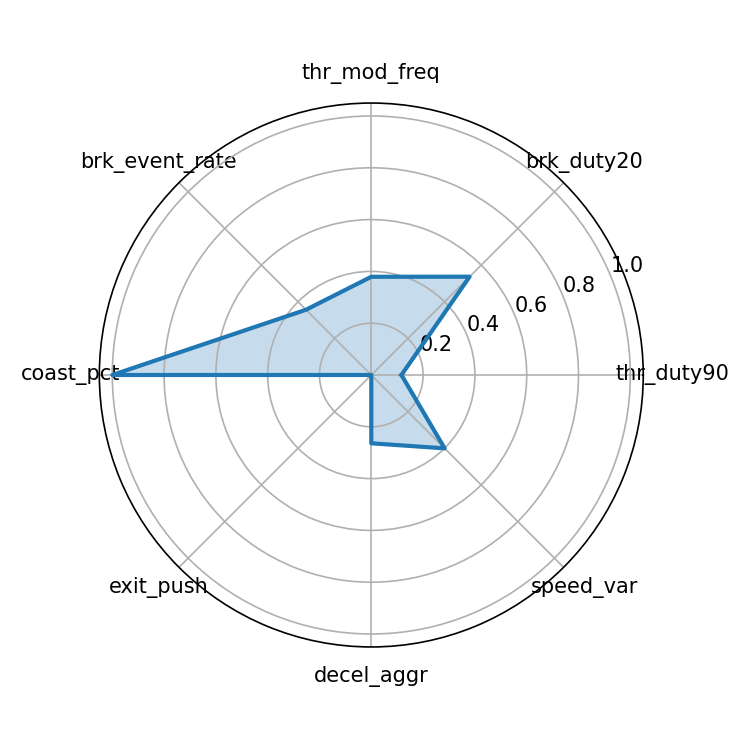 thr_mod_freq
brk_event_rate
brk_duty20
1.0
0.8
0.6
0.4
0.2
coast_pct
thr_duty90
exit_push
speed_var
decel_aggr